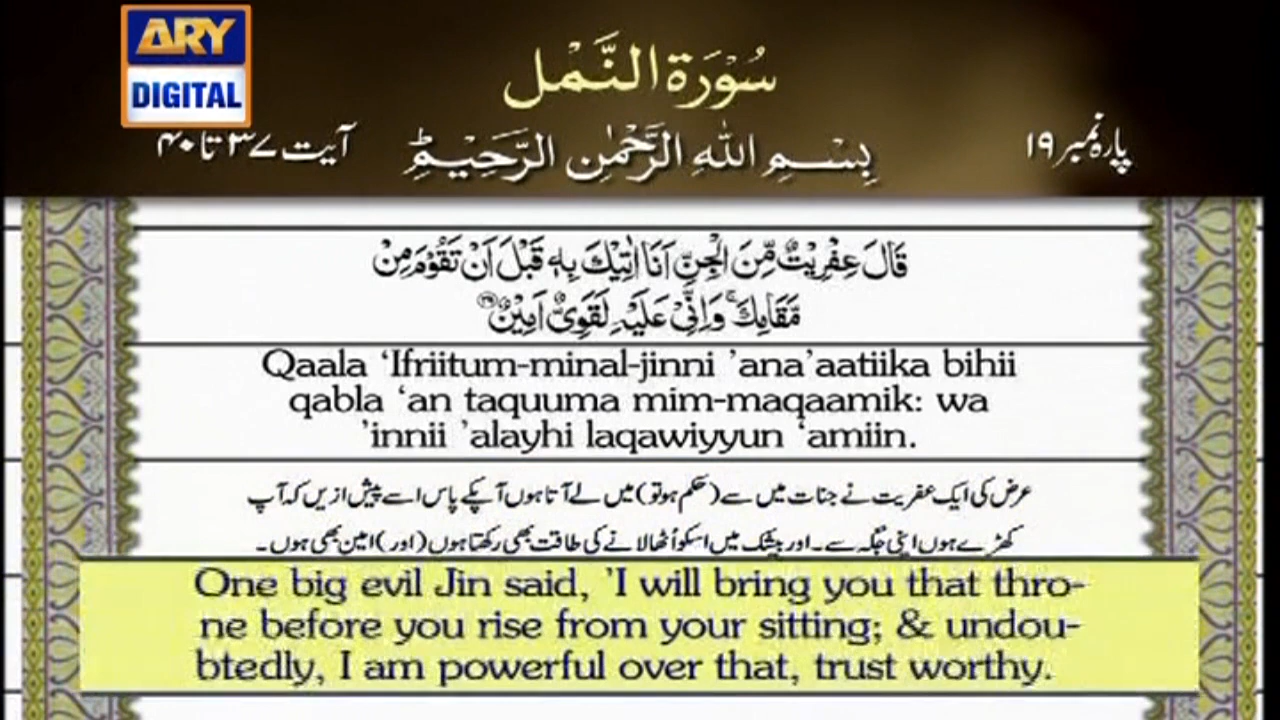 ARY
DIGITAL
سُوْرَةُ النَّمْل
پارہ نمبر ۱۹
بِسْمِ اللهِ الرَّحْمٰنِ الرَّحِيْمِ
آیت ۳۷ تا ۴۰
قَالَ عِفْرِيْتٌ مِّنَ الْجِنِّ اَنَا اٰتِيْكَ بِهٖ قَبْلَ اَنْ تَقُوْمَ مِنْ
مَّقَامِكَ ۚ وَاِنِّيْ عَلَيْهِ لَقَوِيٌّ اَمِيْنٌ ۳۹
Qaala ‘Ifriitum-minal-jinni ’ana’aatiika bihii
qabla ‘an taquuma mim-maqaamik: wa
’innii ’alayhi laqawiyyun ‘amiin.
عرض کی ایک عفریت نے جنات میں سے (حکم ہو تو) میں لے آتا ہوں آپکے پاس اسے پیش ازیں کہ آپ
کھڑے ہوں اپنی جگہ سے۔ اور بیشک میں اسکو اُٹھا لانے کی طاقت بھی رکھتا ہوں (اور) امین بھی ہوں۔
One big evil Jin said, ’I will bring you that thro-
ne before you rise from your sitting; & undou-
btedly, I am powerful over that, trust worthy.